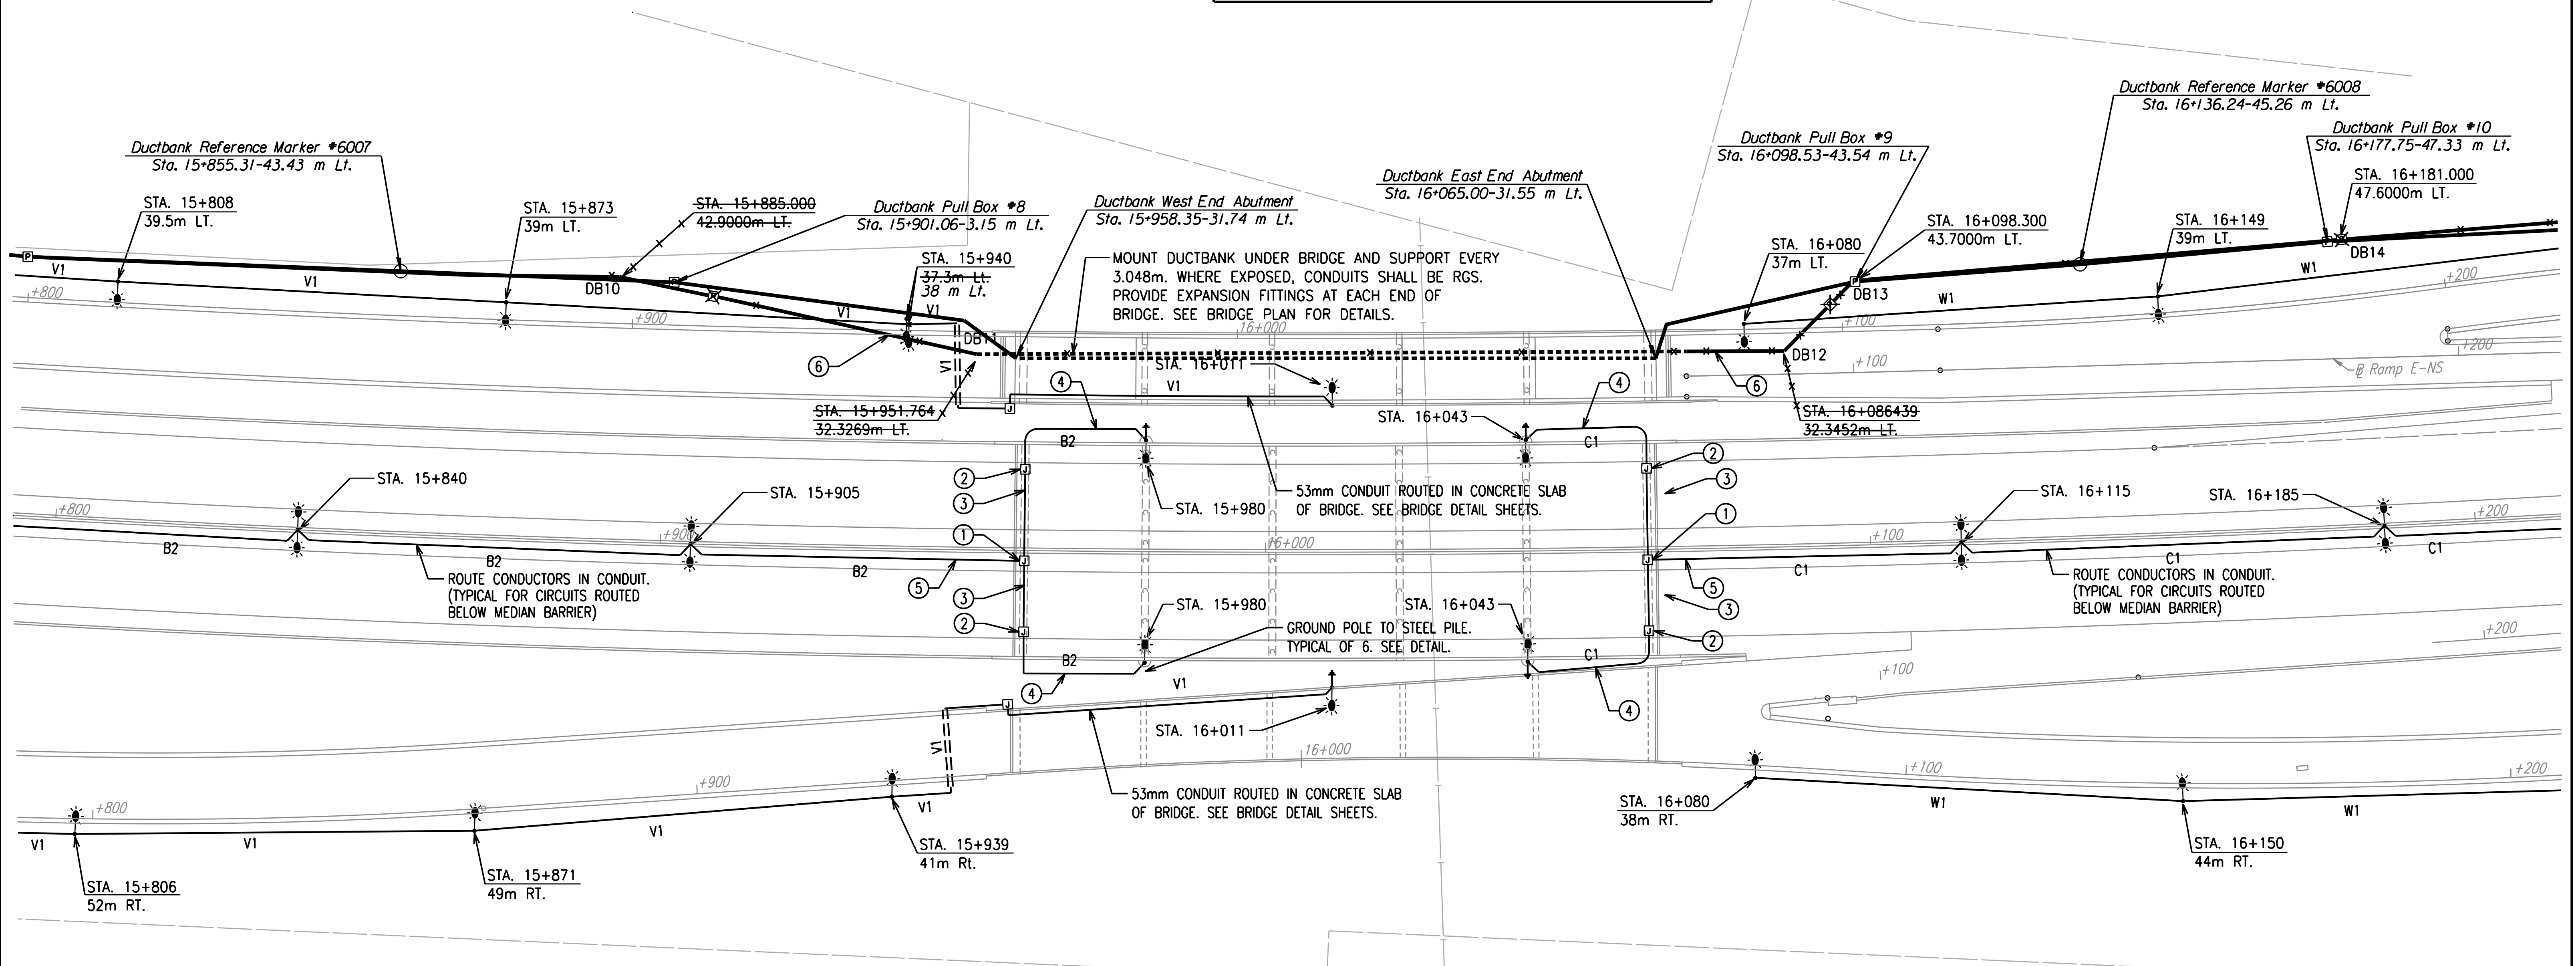 Ductbank Reference Marker #6007
Sta. 15+855.31-43.43 m Lt.
STA. 15+808
39.5m LT.
STA. 15+873
39m LT.
STA. 15+885.000
42.9000m LT.
Ductbank Pull Box #8
Sta. 15+901.06-3.15 m Lt.
STA. 15+940
37.3m Lt.
38 m Lt.
Ductbank West End Abutment
Sta. 15+958.35-31.74 m Lt.
MOUNT DUCTBANK UNDER BRIDGE AND SUPPORT EVERY
3.048m. WHERE EXPOSED, CONDUITS SHALL BE RGS.
PROVIDE EXPANSION FITTINGS AT EACH END OF
BRIDGE. SEE BRIDGE PLAN FOR DETAILS.
Ductbank East End Abutment
Sta. 16+065.00-31.55 m Lt.
Ductbank Pull Box #9
Sta. 16+098.53-43.54 m Lt.
Ductbank Reference Marker #6008
Sta. 16+136.24-45.26 m Lt.
Ductbank Pull Box #10
Sta. 16+177.75-47.33 m Lt.
STA. 16+181.000
47.6000m LT.
STA. 16+080
37m LT.
STA. 16+098.300
43.7000m LT.
STA. 16+149
39m LT.
P
V1
V1
DB10
P
V1
V1
DB11
V1
6
+800
+900
16+000
STA. 16+011
V1
DB12
6
DB13
P
W1
W1
P
DB14
+100
+200
+100
+200
℄ Ramp E-NS
STA. 15+951.764
32.3269m LT.
STA. 16+086439
32.3452m LT.
J
4
B2
STA. 16+043
4
C1
2
J
3
STA. 15+980
53mm CONDUIT ROUTED IN CONCRETE SLAB
OF BRIDGE. SEE BRIDGE DETAIL SHEETS.
J
2
3
STA. 15+840
STA. 15+905
STA. 16+115
STA. 16+185
+800
+900
16+000
+100
+200
B2
B2
B2
1
J
5
J
1
5
C1
C1
C1
ROUTE CONDUCTORS IN CONDUIT.
(TYPICAL FOR CIRCUITS ROUTED
BELOW MEDIAN BARRIER)
ROUTE CONDUCTORS IN CONDUIT.
(TYPICAL FOR CIRCUITS ROUTED
BELOW MEDIAN BARRIER)
3
2
J
STA. 15+980
STA. 16+043
GROUND POLE TO STEEL PILE.
TYPICAL OF 6. SEE DETAIL.
3
J
2
B2
4
V1
C1
4
+100
+200
J
V1
STA. 16+011
16+000
53mm CONDUIT ROUTED IN CONCRETE SLAB
OF BRIDGE. SEE BRIDGE DETAIL SHEETS.
+800
+900
+100
+200
V1
V1
V1
V1
STA. 15+806
52m RT.
STA. 15+871
49m RT.
STA. 15+939
41m Rt.
STA. 16+080
38m RT.
W1
W1
STA. 16+150
44m RT.